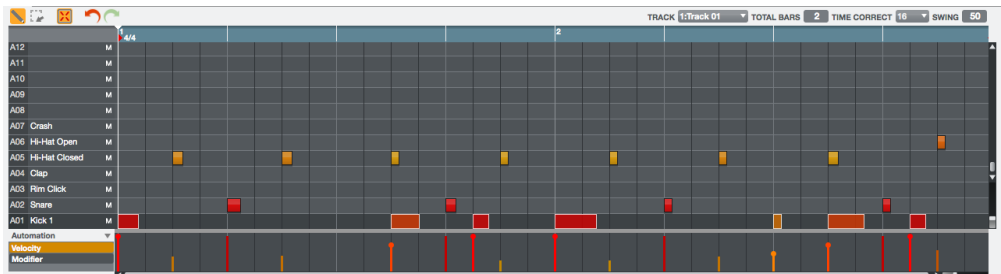 TRACK 1:Track 01 TOTAL BARS 2 TIME CORRECT 16 SWING 50
1 2
4/4
A12 M
A11 M
A10 M
A09 M
A08 M
A07 Crash M
A06 Hi-Hat Open M
A05 Hi-Hat Closed M
A04 Clap M
A03 Rim Click M
A02 Snare M
A01 Kick 1 M
Automation
Velocity
Modifier